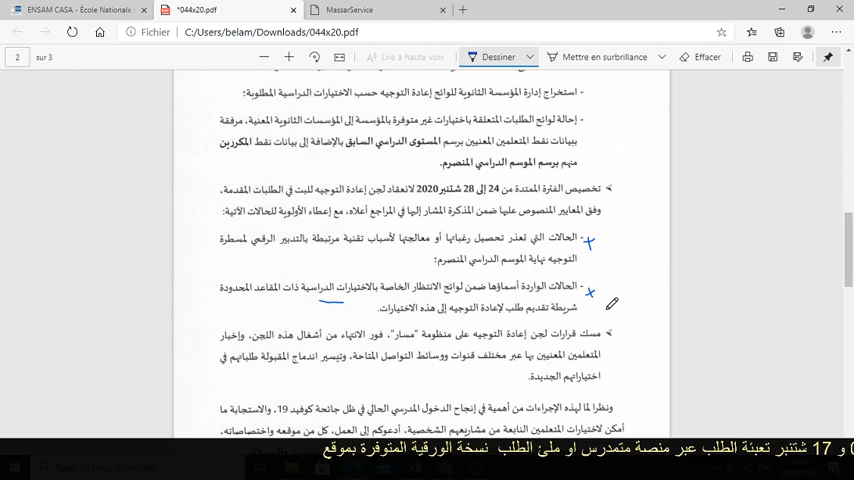 ENSAM CASA - École Nationale
*044x20.pdf
MassarService
Fichier
C:/Users/belam/Downloads/044x20.pdf
2
sur 3
Lire à haute voix
Dessiner
Mettre en surbrillance
Effacer
- استخراج إدارة المؤسسة الثانوية للوائح إعادة التوجيه حسب الاختيارات الدراسية المطلوبة؛
- إحالة لوائح الطلبات المتعلقة باختيارات غير متوفرة بالمؤسسة إلى المؤسسات الثانوية المعنية، مرفقة
ببيانات نقط المتعلمين المعنيين برسم المستوى الدراسي السابق بالإضافة إلى بيانات نقط المكررين
منهم برسم الموسم الدراسي المنصرم.
تخصيص الفترة الممتدة من 24 إلى 28 شتنبر 2020 لانعقاد لجن إعادة التوجيه للبت في الطلبات المقدمة،
وفق المعايير المنصوص عليها ضمن المذكرة المشار إليها في المراجع أعلاه، مع إعطاء الأولوية للحالات الآتية:
- الحالات التي تعذر تحصيل رغباتها أو معالجتها لأسباب تقنية مرتبطة بالتدبير الرقمي لمسطرة
التوجيه نهاية الموسم الدراسي المنصرم؛
- الحالات الواردة أسماؤها ضمن لوائح الانتظار الخاصة بالاختيارات الدراسية ذات المقاعد المحدودة
شريطة تقديم طلب لإعادة التوجيه إلى هذه الاختيارات.
مسك قرارات لجن إعادة التوجيه على منظومة "مسار"، فور الانتهاء من أشغال هذه اللجن، وإخبار
المتعلمين المعنيين بها عبر مختلف قنوات ووسائط التواصل المتاحة، وتيسير اندماج المقبولة طلباتهم في
اختياراتهم الجديدة.
ونظرا لما لهذه الإجراءات من أهمية في إنجاح الدخول المدرسي الحالي في ظل جائحة كوفيد 19، والاستجابة ما
أمكن لاختيارات المتعلمين النابعة من مشاريعهم الشخصية، أدعوكم إلى العمل، كل من موقعه واختصاصاته،
و 17 شتنبر تعبئة الطلب عبر منصة متمدرس او ملئ الطلب نسخة الورقية المتوفرة بموقع
Taper ici pour rechercher